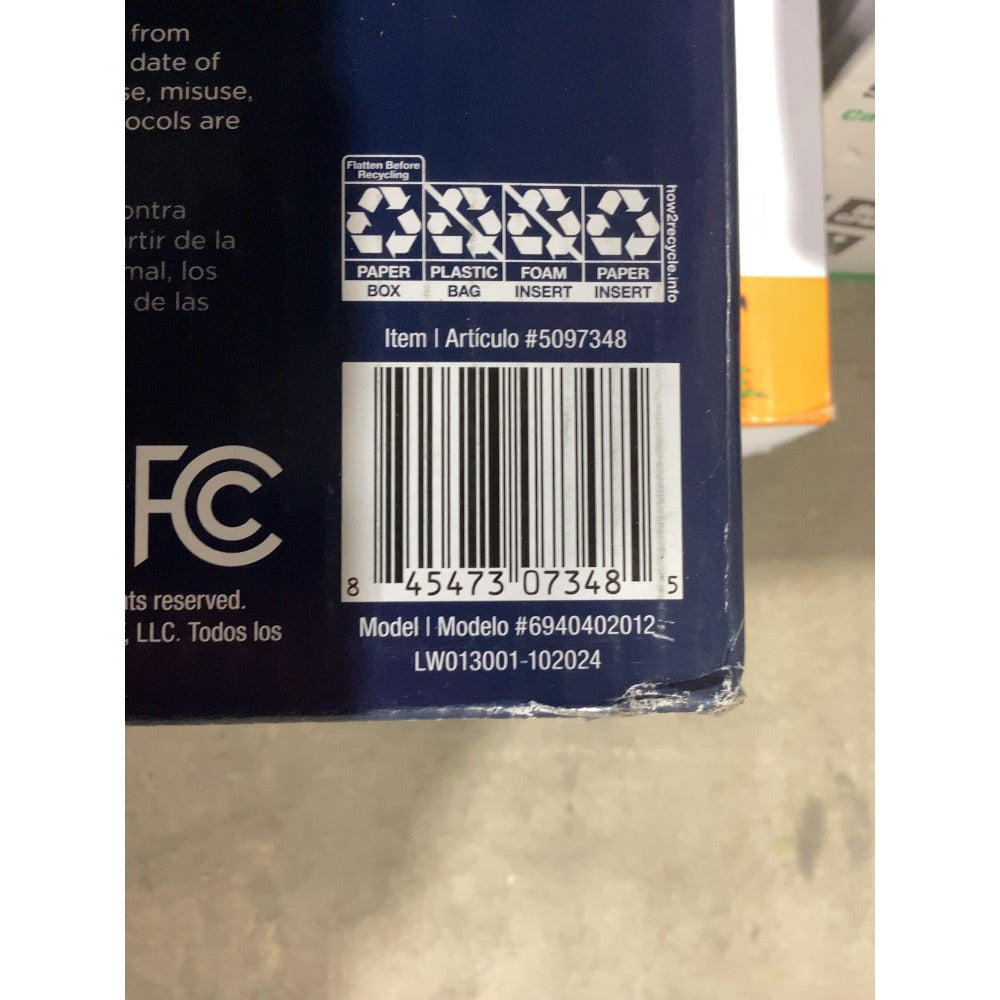 from
date of
se, misuse,
ocols are
ontra
rtir de la
mal, los
de las
Flatten Before
Recycling
PAPER
BOX
PLASTIC
BAG
FOAM
INSERT
PAPER
INSERT
how2recycle.info
Item | Artículo #5097348
FC
8 45473 07348 5
nts reserved.
, LLC. Todos los
Model | Modelo #6940402012
LW013001-102024